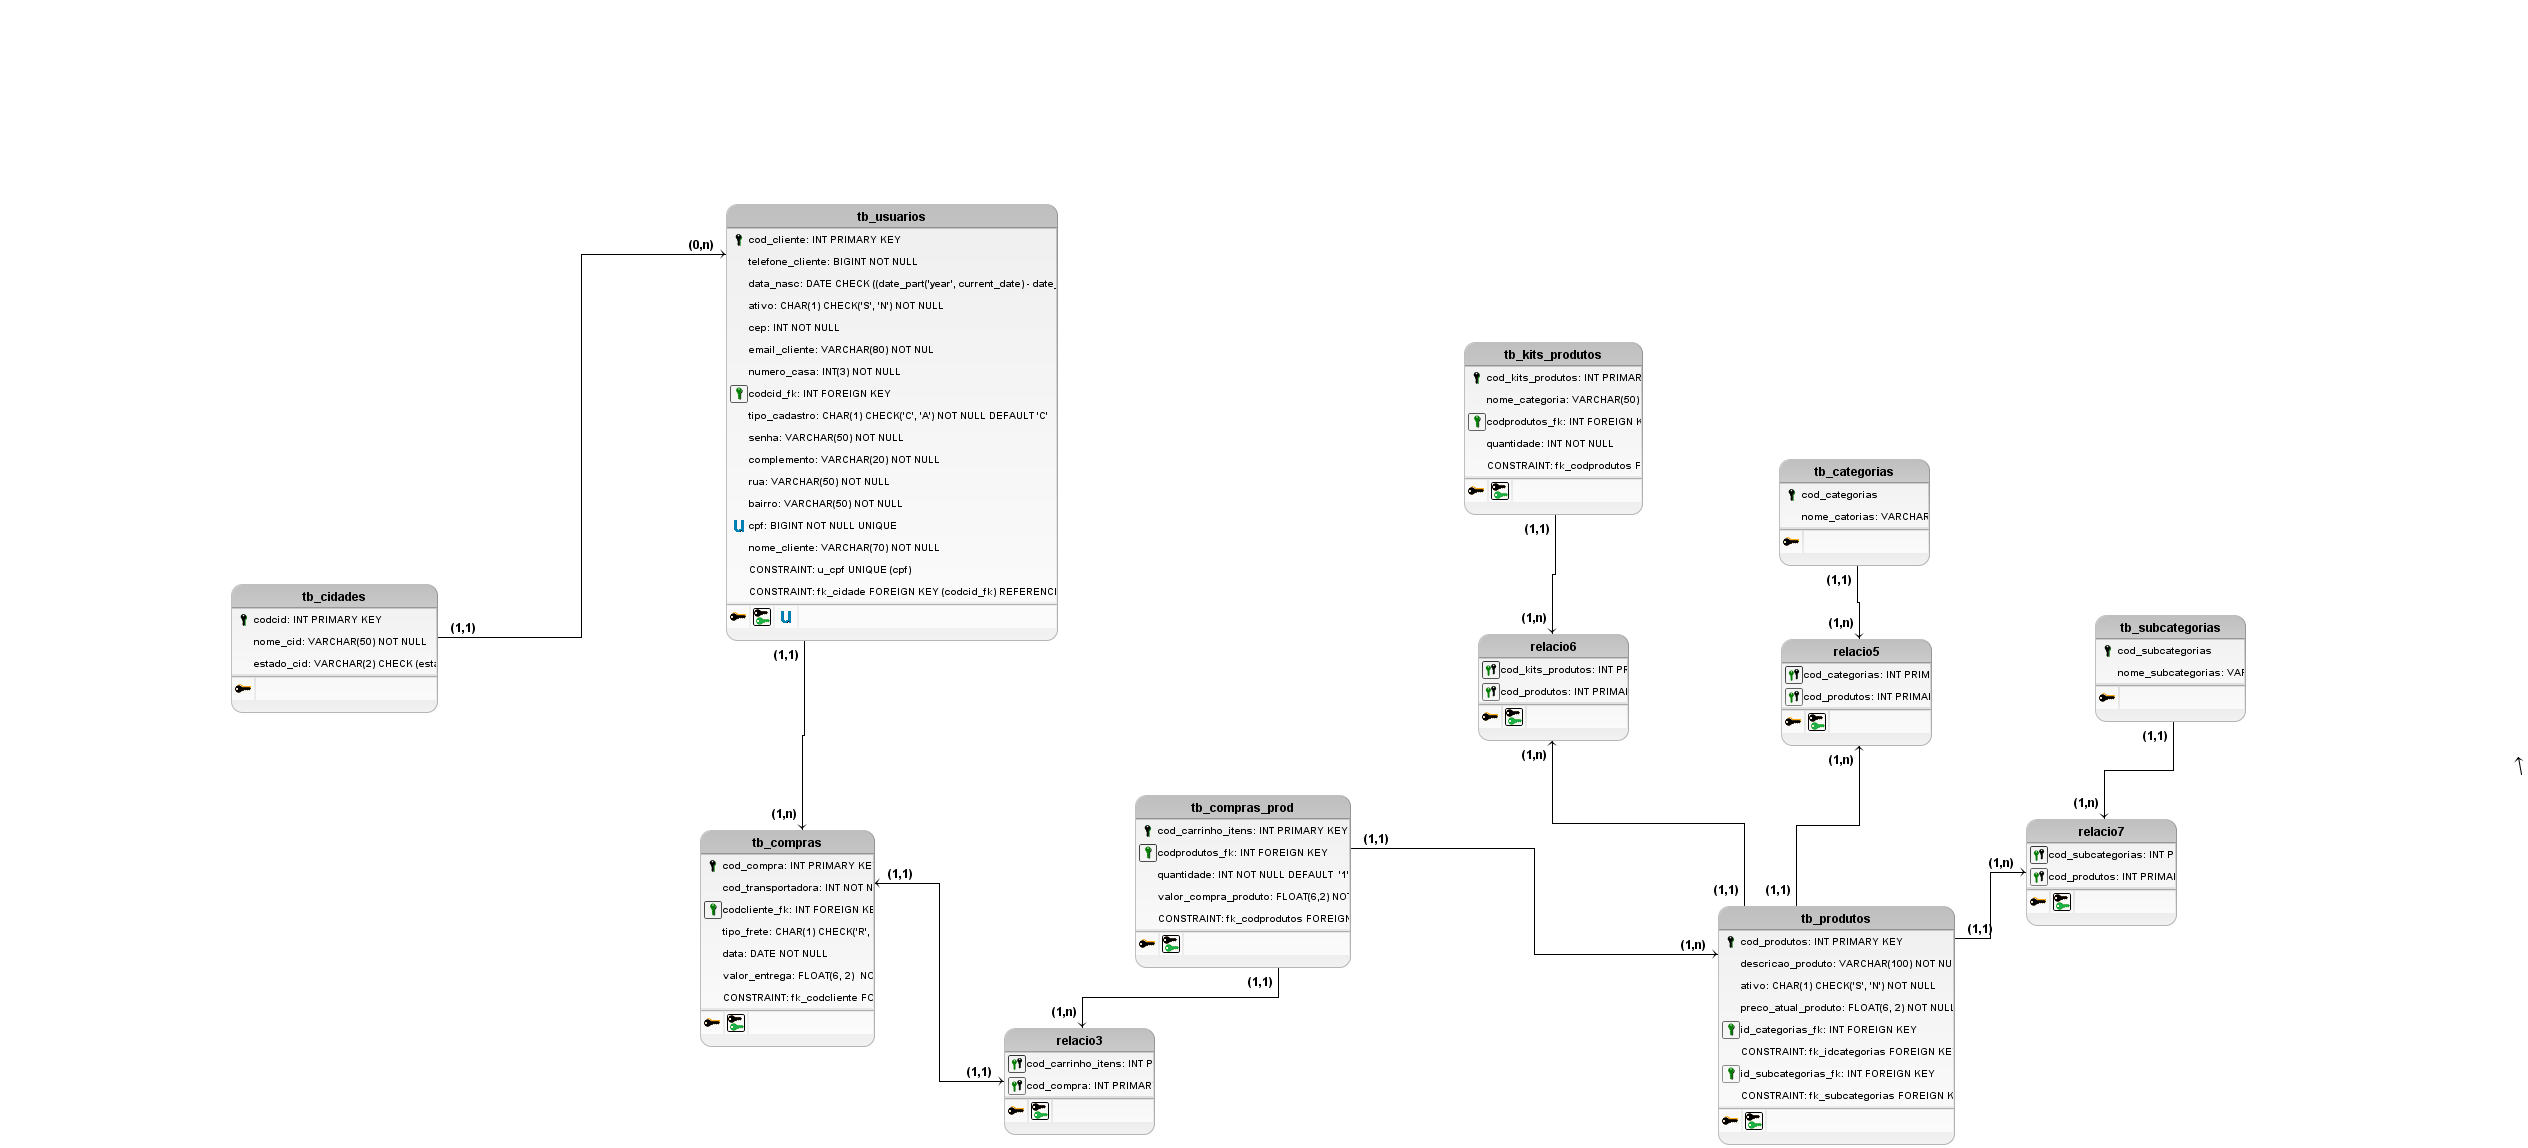 tb_usuarios
cod_cliente: INT PRIMARY KEY
telefone_cliente: BIGINT NOT NULL
data_nasc: DATE CHECK ((date_part('year', current_date) - date_
ativo: CHAR(1) CHECK('S', 'N') NOT NULL
cep: INT NOT NULL
email_cliente: VARCHAR(80) NOT NUL
numero_casa: INT(3) NOT NULL
codcid_fk: INT FOREIGN KEY
tipo_cadastro: CHAR(1) CHECK('C', 'A') NOT NULL DEFAULT 'C'
senha: VARCHAR(50) NOT NULL
complemento: VARCHAR(20) NOT NULL
rua: VARCHAR(50) NOT NULL
bairro: VARCHAR(50) NOT NULL
u cpf: BIGINT NOT NULL UNIQUE
nome_cliente: VARCHAR(70) NOT NULL
CONSTRAINT: u_cpf UNIQUE (cpf)
CONSTRAINT: fk_cidade FOREIGN KEY (codcid_fk) REFERENCI
u
(0,n)
(1,1)
tb_cidades
codcid: INT PRIMARY KEY
nome_cid: VARCHAR(50) NOT NULL
estado_cid: VARCHAR(2) CHECK (esta
(1,1)
(1,n)
tb_compras
cod_compra: INT PRIMARY KE
cod_transportadora: INT NOT N
codcliente_fk: INT FOREIGN KE
tipo_frete: CHAR(1) CHECK('R',
data: DATE NOT NULL
valor_entrega: FLOAT(6, 2) NO
CONSTRAINT: fk_codcliente FO
(1,1)
(1,1)
tb_compras_prod
cod_carrinho_itens: INT PRIMARY KEY
codprodutos_fk: INT FOREIGN KEY
quantidade: INT NOT NULL DEFAULT '1'
valor_compra_produto: FLOAT(6,2) NOT
CONSTRAINT: fk_codprodutos FOREIGN
(1,1)
(1,1)
(1,n)
relacio3
cod_carrinho_itens: INT P
cod_compra: INT PRIMAR
tb_kits_produtos
cod_kits_produtos: INT PRIMAR
nome_categoria: VARCHAR(50)
codprodutos_fk: INT FOREIGN K
quantidade: INT NOT NULL
CONSTRAINT: fk_codprodutos F
(1,1)
(1,n)
relacio6
cod_kits_produtos: INT PR
cod_produtos: INT PRIMAI
(1,n)
tb_categorias
cod_categorias
nome_catorias: VARCHAR
(1,1)
(1,n)
relacio5
cod_categorias: INT PRIM
cod_produtos: INT PRIMAI
(1,n)
tb_subcategorias
cod_subcategorias
nome_subcategorias: VAF
(1,1)
(1,n)
relacio7
cod_subcategorias: INT P
cod_produtos: INT PRIMAI
(1,n)
(1,1)
(1,1)
(1,1)
(1,n)
tb_produtos
cod_produtos: INT PRIMARY KEY
descricao_produto: VARCHAR(100) NOT NU
ativo: CHAR(1) CHECK('S', 'N') NOT NULL
preco_atual_produto: FLOAT(6, 2) NOT NULL
id_categorias_fk: INT FOREIGN KEY
CONSTRAINT: fk_idcategorias FOREIGN KE
id_subcategorias_fk: INT FOREIGN KEY
CONSTRAINT: fk_subcategorias FOREIGN K